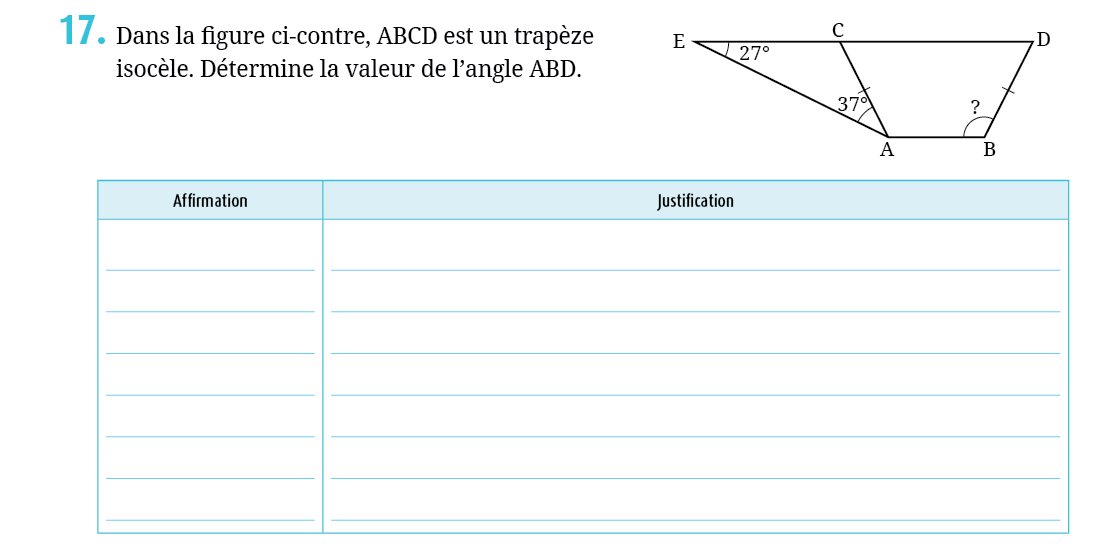 17. Dans la figure ci-contre, ABCD est un trapèze
isocèle. Détermine la valeur de l’angle ABD.
E
C
D
27°
37°
?
A
B
Affirmation
Justification